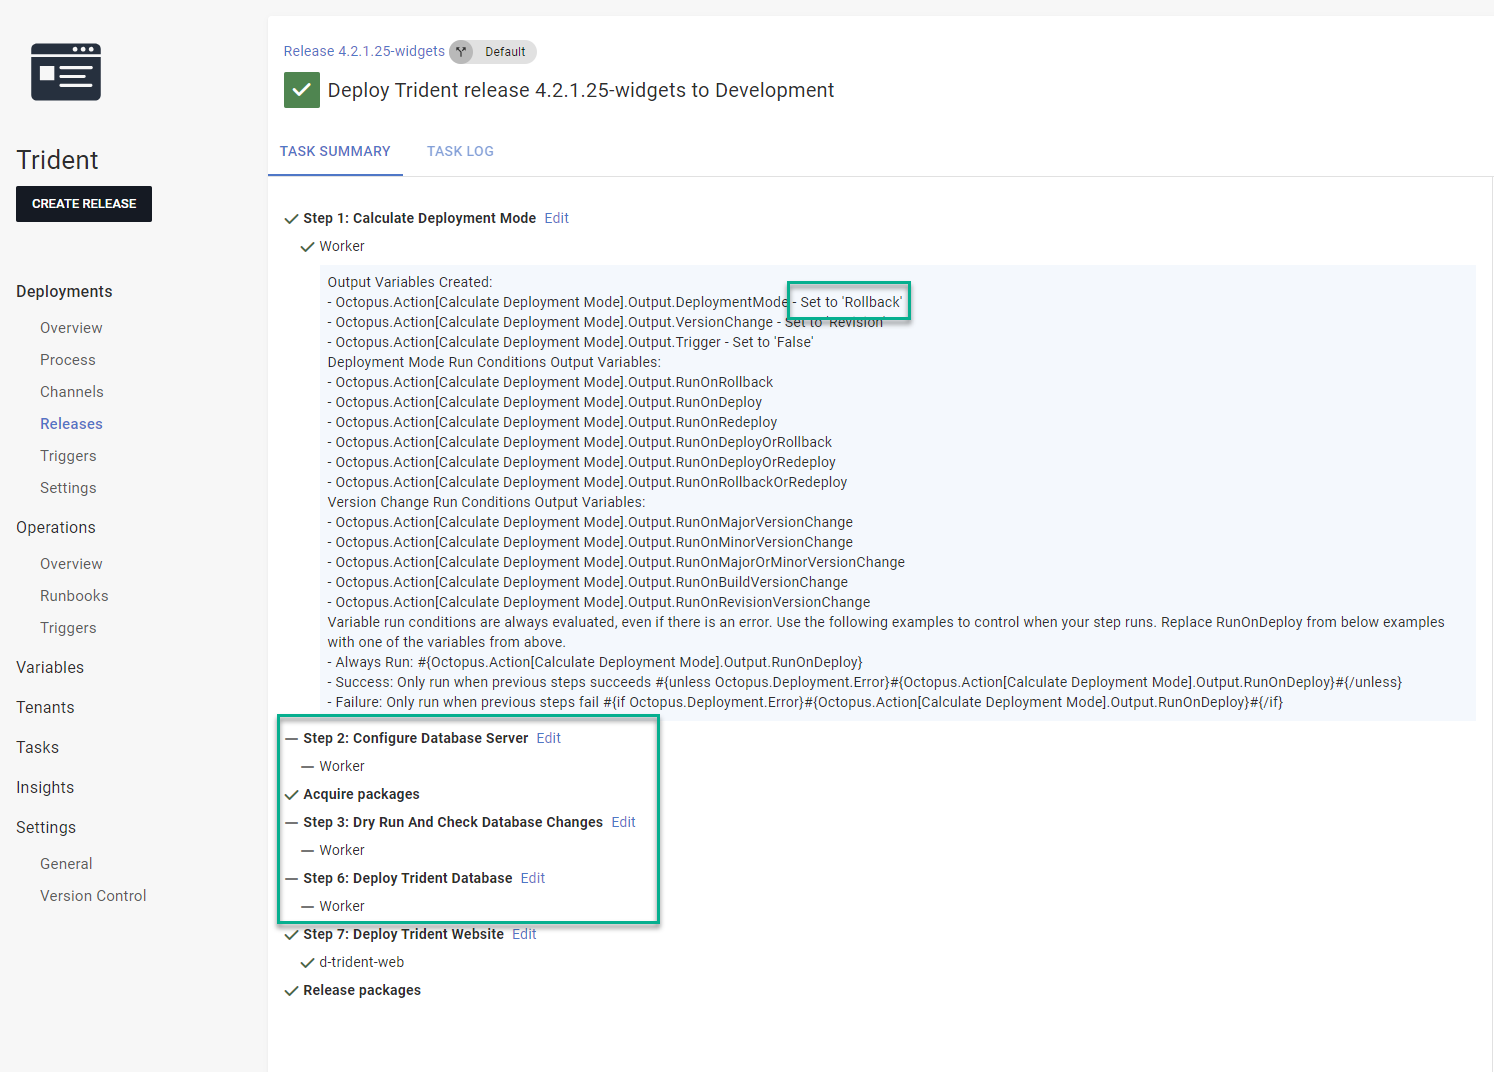 Trident
CREATE RELEASE
Deployments
Overview
Process
Channels
Releases
Triggers
Settings
Operations
Overview
Runbooks
Triggers
Variables
Tenants
Tasks
Insights
Settings
General
Version Control
Release 4.2.1.25-widgets Default
Deploy Trident release 4.2.1.25-widgets to Development
TASK SUMMARY TASK LOG
Step 1: Calculate Deployment Mode Edit
Worker
Output Variables Created:
- Octopus.Action[Calculate Deployment Mode].Output.DeploymentMode - Set to 'Rollback'
- Octopus.Action[Calculate Deployment Mode].Output.VersionChange - Set to 'Revision'
- Octopus.Action[Calculate Deployment Mode].Output.Trigger - Set to 'False'
Deployment Mode Run Conditions Output Variables:
- Octopus.Action[Calculate Deployment Mode].Output.RunOnRollback
- Octopus.Action[Calculate Deployment Mode].Output.RunOnDeploy
- Octopus.Action[Calculate Deployment Mode].Output.RunOnRedeploy
- Octopus.Action[Calculate Deployment Mode].Output.RunOnDeployOrRollback
- Octopus.Action[Calculate Deployment Mode].Output.RunOnDeployOrRedeploy
- Octopus.Action[Calculate Deployment Mode].Output.RunOnRollbackOrRedeploy
Version Change Run Conditions Output Variables:
- Octopus.Action[Calculate Deployment Mode].Output.RunOnMajorVersionChange
- Octopus.Action[Calculate Deployment Mode].Output.RunOnMinorVersionChange
- Octopus.Action[Calculate Deployment Mode].Output.RunOnMajorOrMinorVersionChange
- Octopus.Action[Calculate Deployment Mode].Output.RunOnBuildVersionChange
- Octopus.Action[Calculate Deployment Mode].Output.RunOnRevisionVersionChange
Variable run conditions are always evaluated, even if there is an error. Use the following examples to control when your step runs. Replace RunOnDeploy from below examples
with one of the variables from above.
- Always Run: #{Octopus.Action[Calculate Deployment Mode].Output.RunOnDeploy}
- Success: Only run when previous steps succeeds #{unless Octopus.Deployment.Error}#{Octopus.Action[Calculate Deployment Mode].Output.RunOnDeploy}#{/unless}
- Failure: Only run when previous steps fail #{if Octopus.Deployment.Error}#{Octopus.Action[Calculate Deployment Mode].Output.RunOnDeploy}#{/if}
Step 2: Configure Database Server Edit
Worker
Acquire packages
Step 3: Dry Run And Check Database Changes Edit
Worker
Step 6: Deploy Trident Database Edit
Worker
Step 7: Deploy Trident Website Edit
d-trident-web
Release packages